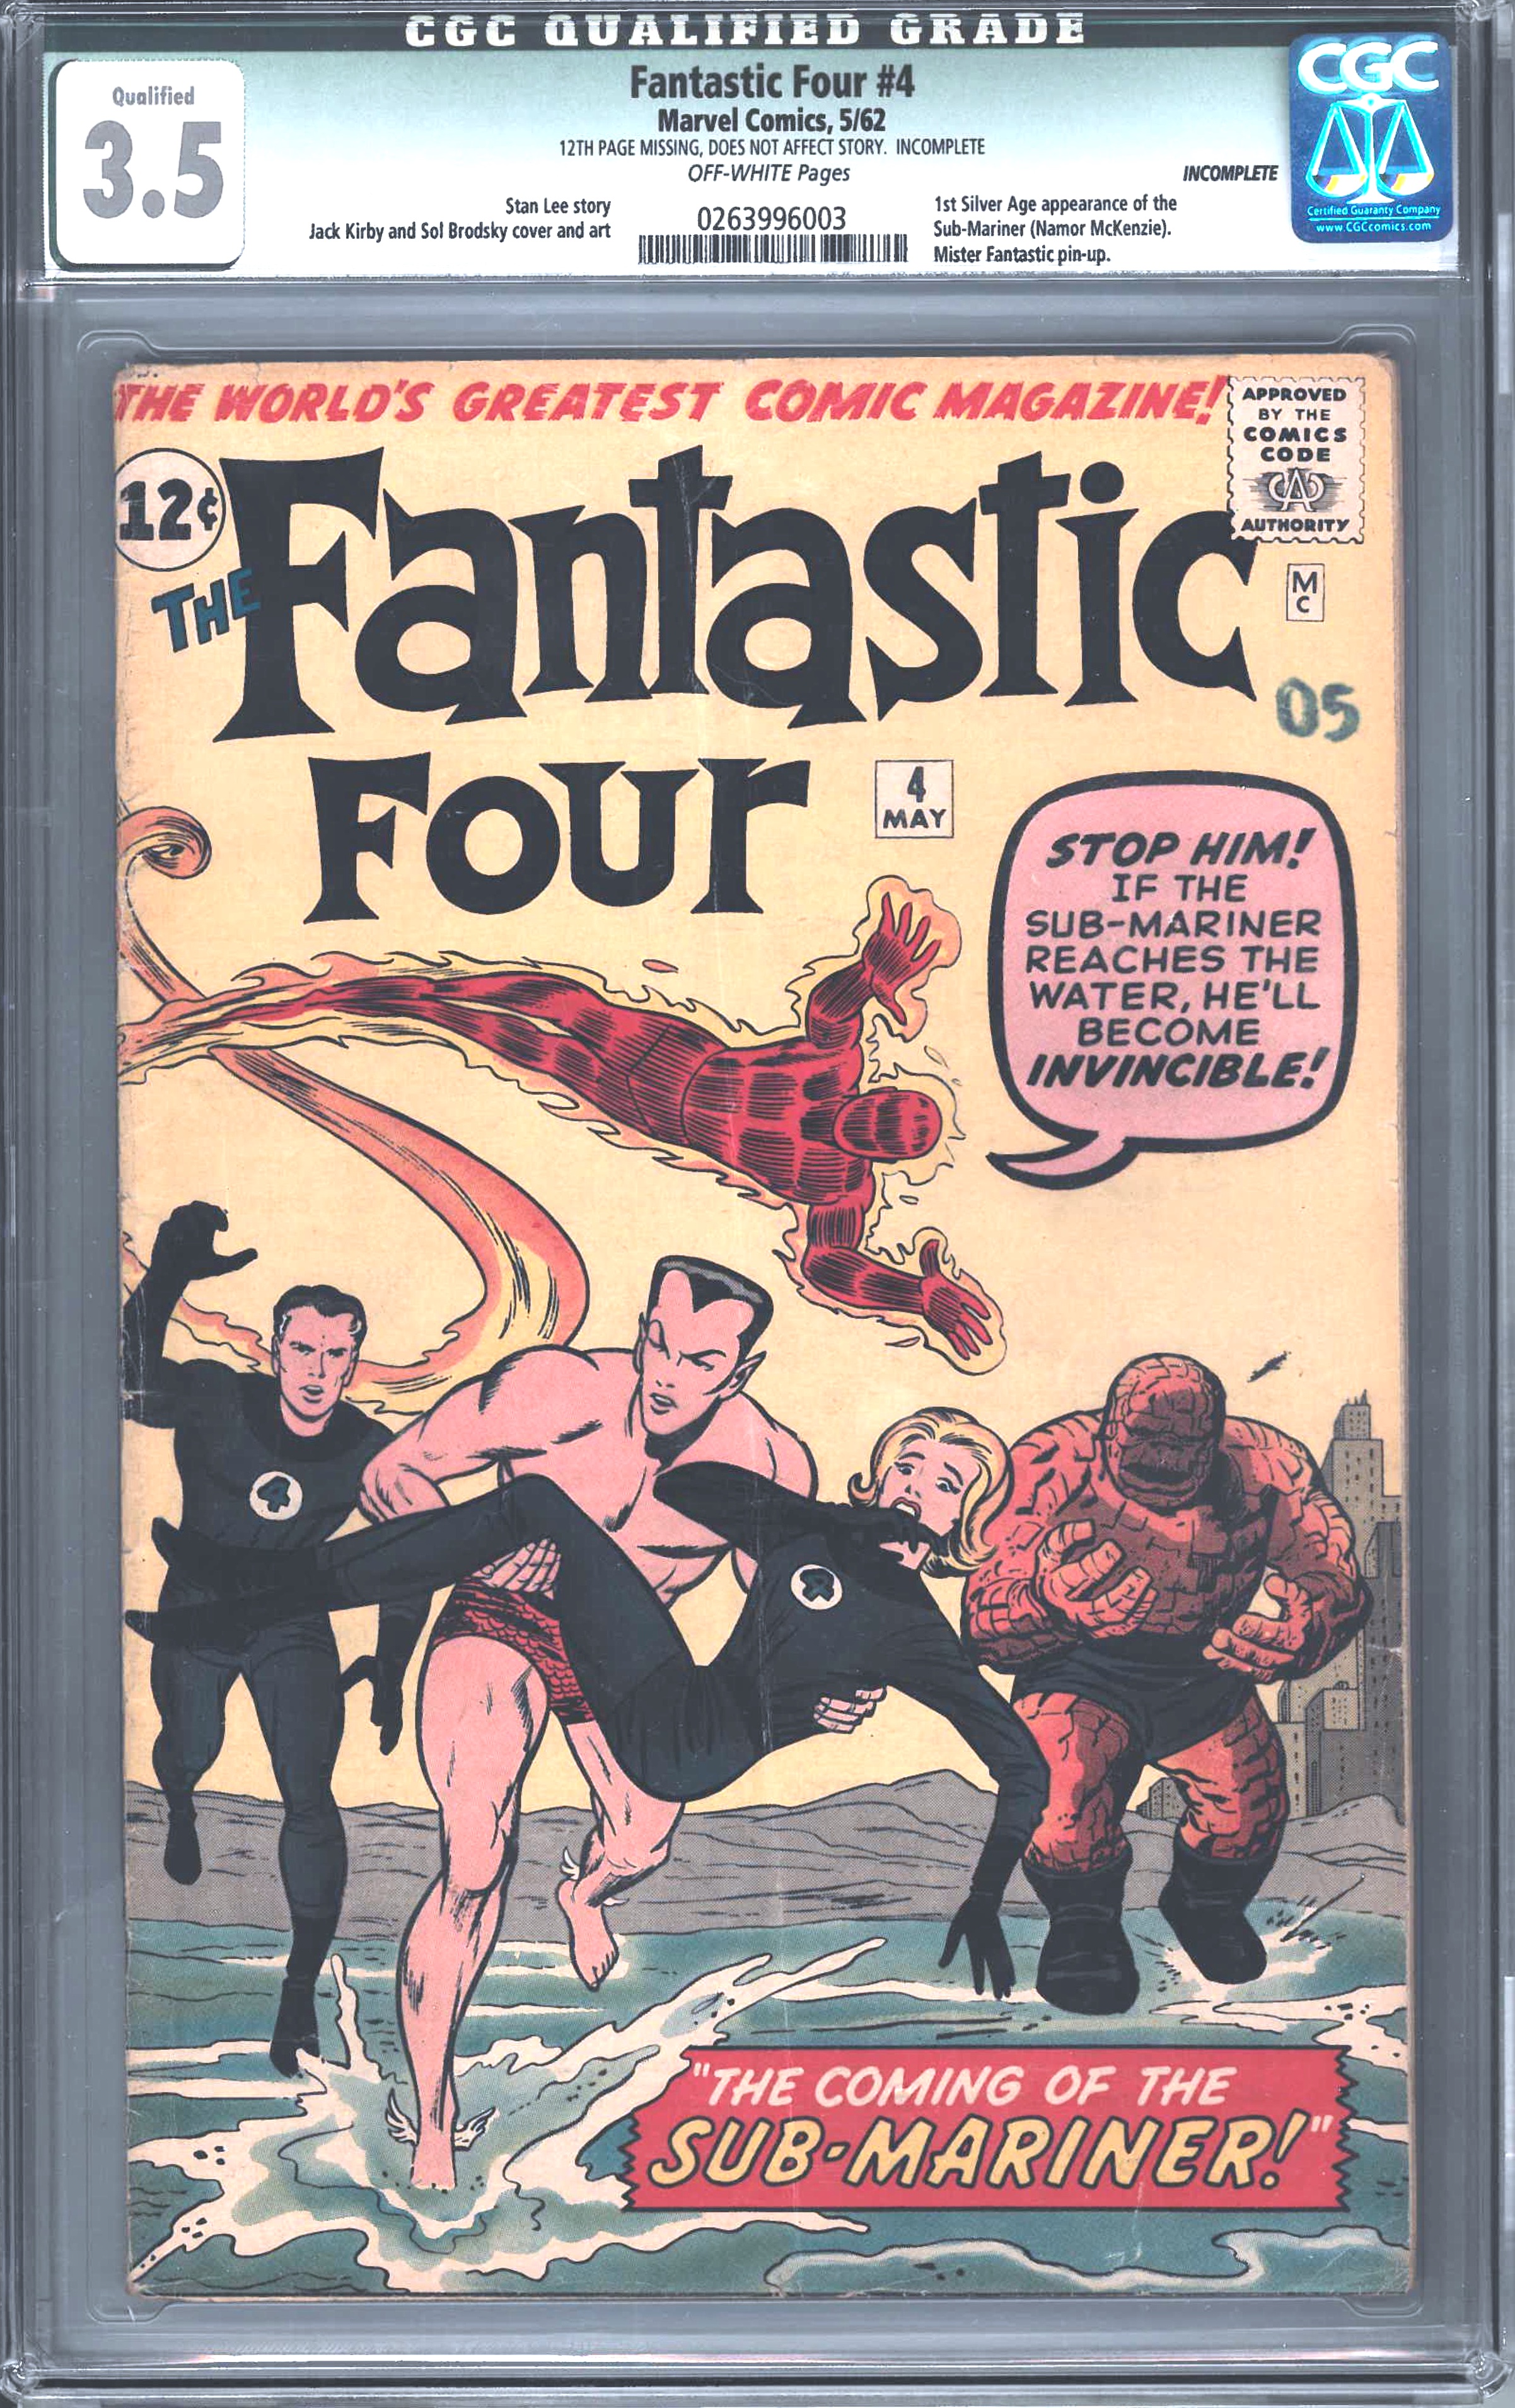 CGC QUALIFIED GRADE
Qualified
3.5
Fantastic Four #4
Marvel Comics, 5/62
12TH PAGE MISSING, DOES NOT AFFECT STORY. INCOMPLETE
OFF-WHITE Pages
INCOMPLETE
Stan Lee story
Jack Kirby and Sol Brodsky cover and art
0263996003
1st Silver Age appearance of the
Sub-Mariner (Namor McKenzie).
Mister Fantastic pin-up.
CGC
Certified Guaranty Company
www.CGCcomics.com
THE WORLD'S GREATEST COMIC MAGAZINE!
APPROVED
BY THE
COMICS
CODE
CA
AUTHORITY
12¢
THE
Fantastic
Four
M
C
05
4
MAY
STOP HIM!
IF THE
SUB-MARINER
REACHES THE
WATER, HE'LL
BECOME
INVINCIBLE!
4
4
"THE COMING OF THE
SUB-MARINER!"